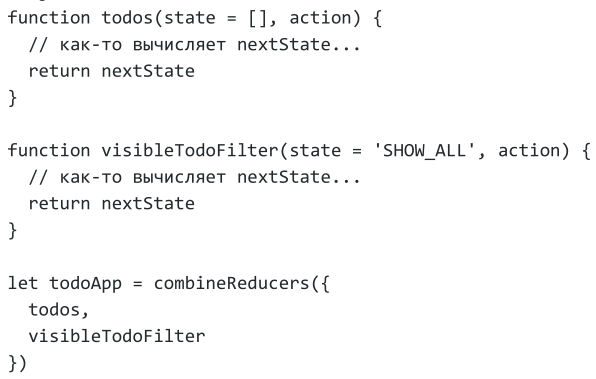 function todos(state = [], action) {
  // как-то вычисляет nextState...
  return nextState
}
function visibleTodoFilter(state = 'SHOW_ALL', action) {
  // как-то вычисляет nextState...
  return nextState
}
let todoApp = combineReducers({
  todos,
  visibleTodoFilter
})